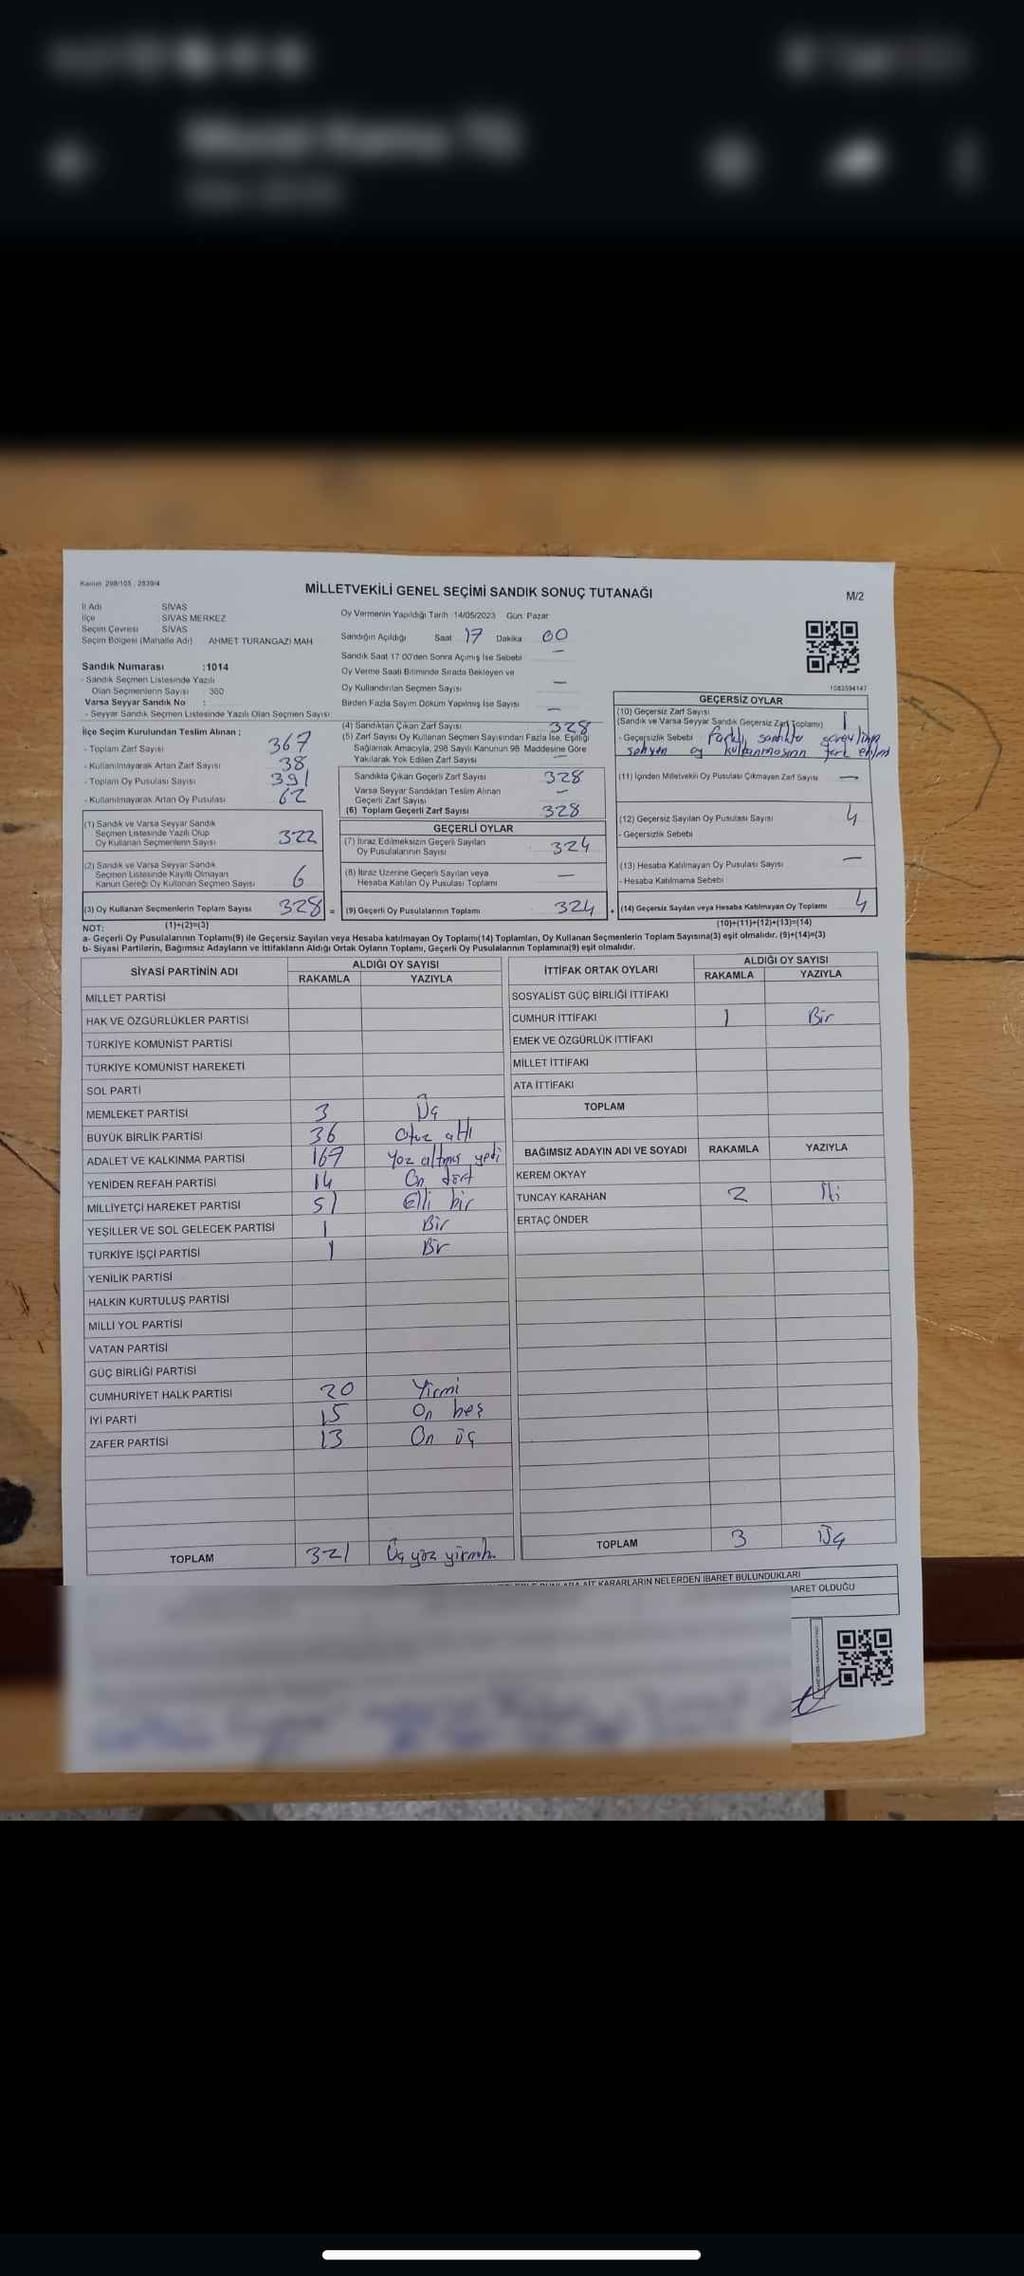 Kanun: 298/105 , 2839/4
MİLLETVEKİLİ GENEL SEÇİMİ SANDIK SONUÇ TUTANAĞI
M/2
İl Adı SİVAS
İlçe SİVAS MERKEZ
Seçim Çevresi SİVAS
Seçim Bölgesi (Mahalle Adı) AHMET TURANGAZİ MAH
Sandık Numarası :1014
- Sandık Seçmen Listesinde Yazılı
Olan Seçmenlerin Sayısı : 360
Varsa Seyyar Sandık No :
- Seyyar Sandık Seçmen Listesinde Yazılı Olan Seçmen Sayısı:
İlçe Seçim Kurulundan Teslim Alınan ;
- Toplam Zarf Sayısı 367
- Kullanılmayarak Artan Zarf Sayısı 38
- Toplam Oy Pusulası Sayısı 391
- Kullanılmayarak Artan Oy Pusulası 62
(1) Sandık ve Varsa Seyyar Sandık
Seçmen Listesinde Yazılı Olup
Oy Kullanan Seçmenlerin Sayısı 322
(2) Sandık ve Varsa Seyyar Sandık
Seçmen Listesinde Kayıtlı Olmayan
Kanun Gereği Oy Kullanan Seçmen Sayısı 6
(3) Oy Kullanan Seçmenlerin Toplam Sayısı 328 =
Oy Vermenin Yapıldığı Tarih :14/05/2023 Gün: Pazar
Sandığın Açıldığı Saat 17 Dakika 00
Sandık Saat 17:00'den Sonra Açımış İse Sebebi —
Oy Verme Saati Bitiminde Sırada Bekleyen ve
Oy Kullandırılan Seçmen Sayısı —
Birden Fazla Sayım Döküm Yapılmış İse Sayısı —
(4) Sandıktan Çıkan Zarf Sayısı 328
(5) Zarf Sayısı Oy Kullanan Seçmen Sayısından Fazla İse, Eşitliği
Sağlamak Amacıyla, 298 Sayılı Kanunun 98. Maddesine Göre
Yakılarak Yok Edilen Zarf Sayısı —
Sandıkta Çıkan Geçerli Zarf Sayısı 328
Varsa Seyyar Sandıktan Teslim Alınan
Geçerli Zarf Sayısı —
(6) Toplam Geçerli Zarf Sayısı 328
GEÇERLİ OYLAR
(7) İtiraz Edilmeksizin Geçerli Sayılan
Oy Pusulalarının Sayısı 324
(8) İtiraz Üzerine Geçerli Sayılan veya
Hesaba Katılan Oy Pusulası Toplamı —
(9) Geçerli Oy Pusulalarının Toplamı 324 +
1083594147
GEÇERSİZ OYLAR
(10) Geçersiz Zarf Sayısı
(Sandık ve Varsa Seyyar Sandık Geçersiz Zarf Toplamı) 1
- Geçersizlik Sebebi Farklı sandıkta
oy kullanmasının
(11) İçinden Milletvekili Oy Pusulası Çıkmayan Zarf Sayısı —
(12) Geçersiz Sayılan Oy Pusulası Sayısı 4
- Geçersizlik Sebebi
(13) Hesaba Katılmayan Oy Pusulası Sayısı —
- Hesaba Katılmama Sebebi
(14) Geçersiz Sayılan veya Hesaba Katılmayan Oy Toplamı 4
NOT: (1)+(2)=(3) (10)+(11)+(12)+(13)=(14)
a- Geçerli Oy Pusulalarının Toplamı(9) ile Geçersiz Sayılan veya Hesaba katılmayan Oy Toplamı(14) Toplamları, Oy Kullanan Seçmenlerin Toplam Sayısına(3) eşit olmalıdır. (9)+(14)=(3)
b- Siyasi Partilerin, Bağımsız Adayların ve İttifakların Aldığı Ortak Oyların Toplamı, Geçerli Oy Pusulalarının Toplamına(9) eşit olmalıdır.
SİYASİ PARTİNİN ADI ALDIĞI OY SAYISI
RAKAMLA YAZIYLA
MİLLET PARTİSİ
HAK VE ÖZGÜRLÜKLER PARTİSİ
TÜRKİYE KOMÜNİST PARTİSİ
TÜRKİYE KOMÜNİST HAREKETİ
SOL PARTİ
MEMLEKET PARTİSİ 3 Üç
BÜYÜK BİRLİK PARTİSİ 36 Otuz altı
ADALET VE KALKINMA PARTİSİ 167 Yüz altmış yedi
YENİDEN REFAH PARTİSİ 14 On dört
MİLLİYETÇİ HAREKET PARTİSİ 51 Elli bir
YEŞİLLER VE SOL GELECEK PARTİSİ 1 Bir
TÜRKİYE İŞÇİ PARTİSİ 1 Bir
YENİLİK PARTİSİ
HALKIN KURTULUŞ PARTİSİ
MİLLİ YOL PARTİSİ
VATAN PARTİSİ
GÜÇ BİRLİĞİ PARTİSİ
CUMHURİYET HALK PARTİSİ 20 Yirmi
İYİ PARTİ 15 On beş
ZAFER PARTİSİ 13 On üç
TOPLAM 321 Üç yüz yirmib.
İTTİFAK ORTAK OYLARI ALDIĞI OY SAYISI
RAKAMLA YAZIYLA
SOSYALİST GÜÇ BİRLİĞİ İTTİFAKI
CUMHUR İTTİFAKI 1 Bir
EMEK VE ÖZGÜRLÜK İTTİFAKI
MİLLET İTTİFAKI
ATA İTTİFAKI
TOPLAM
BAĞIMSIZ ADAYIN ADI VE SOYADI RAKAMLA YAZIYLA
KEREM OKYAY
TUNCAY KARAHAN 2 İki
ERTAÇ ÖNDER
TOPLAM 3 Üç
AİT KARARLARIN NELERDEN İBARET BULUNDUKLARI
İBARET OLDUĞU